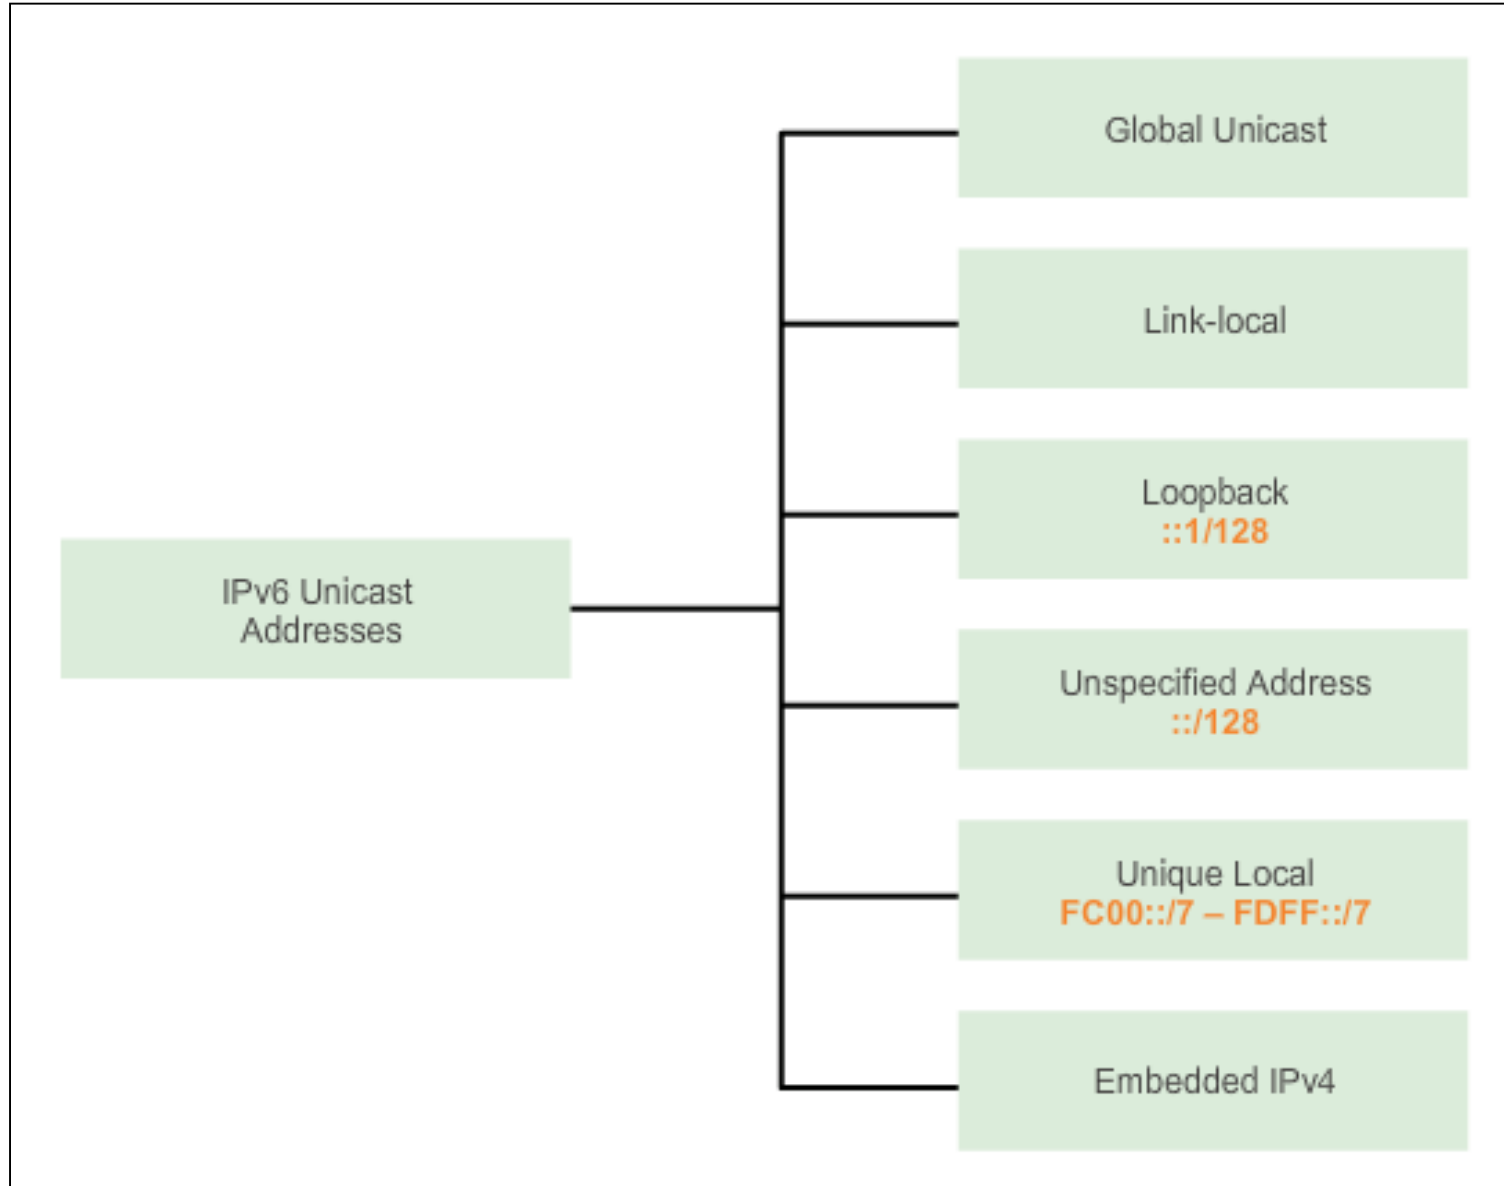 Global Unicast
Link-local
Loopback
::1/128
IPv6 Unicast
Addresses
Unspecified Address
::/128
Unique Local
FC00::/7 – FDFF::/7
Embedded IPv4